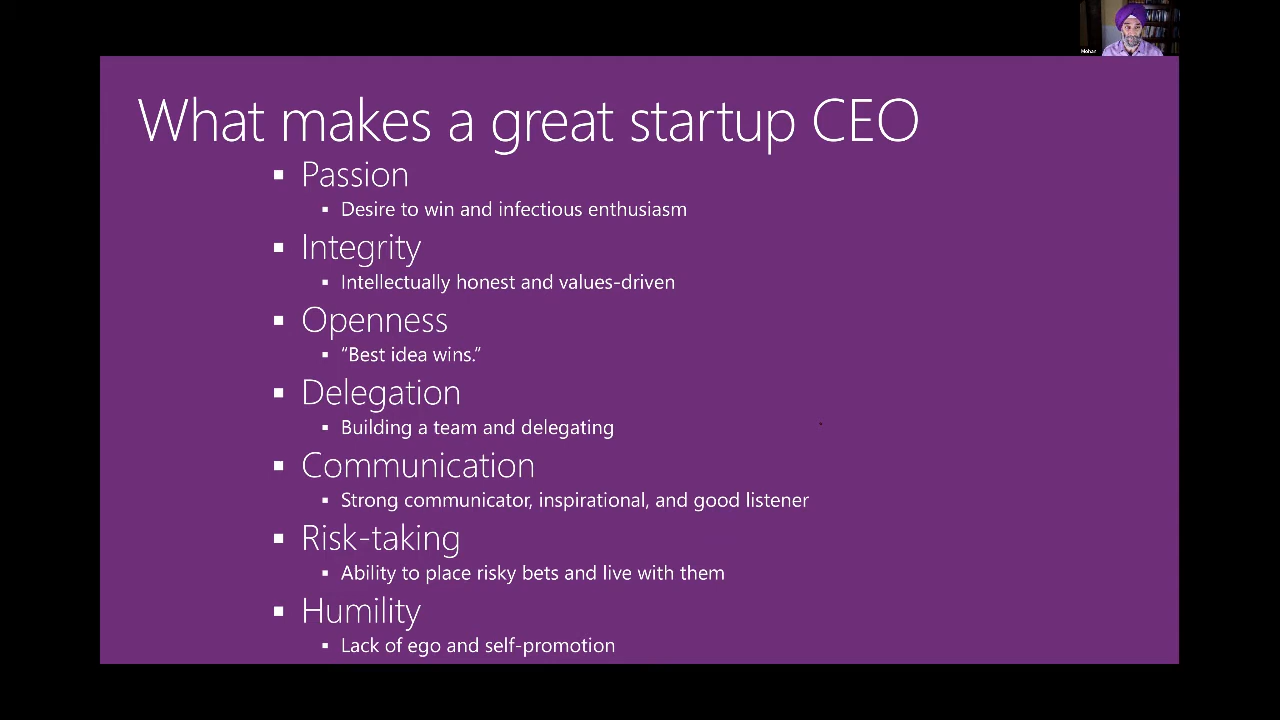 Mohan
What makes a great startup CEO
▪ Passion
▪ Desire to win and infectious enthusiasm
▪ Integrity
▪ Intellectually honest and values-driven
▪ Openness
▪ “Best idea wins.”
▪ Delegation
▪ Building a team and delegating
▪ Communication
▪ Strong communicator, inspirational, and good listener
▪ Risk-taking
▪ Ability to place risky bets and live with them
▪ Humility
▪ Lack of ego and self-promotion